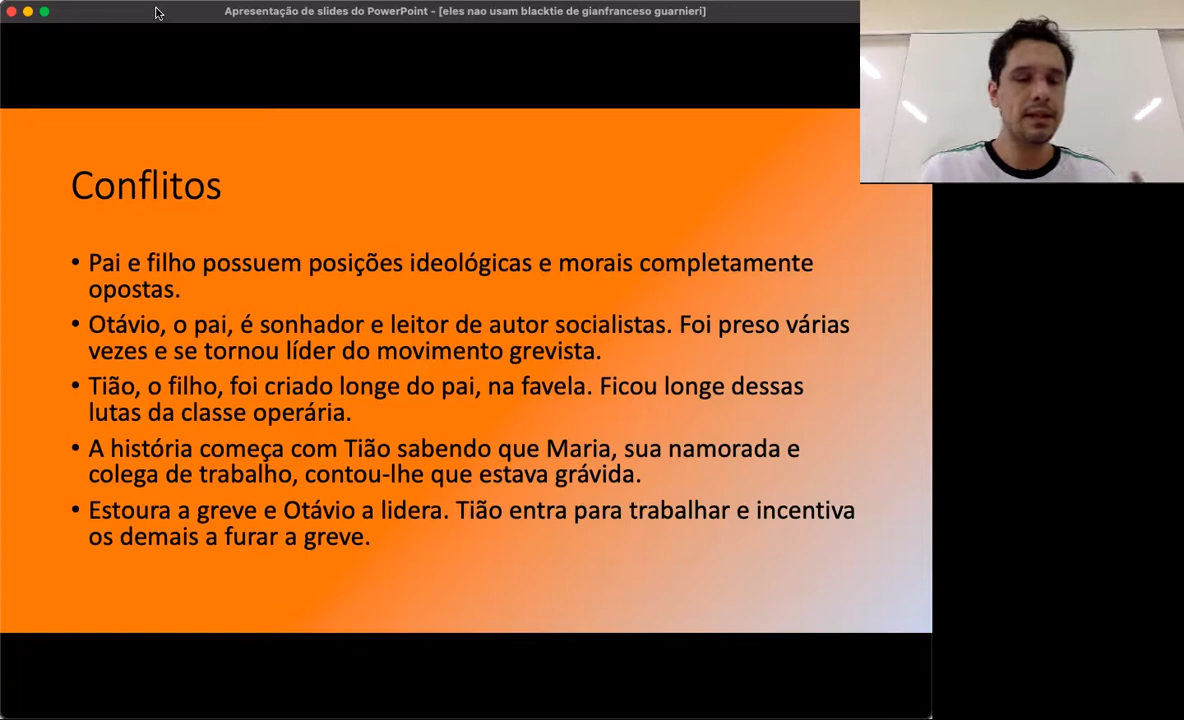 Apresentação de slides do PowerPoint - [eles nao usam blacktie de gianfranceso guarnieri]
Conflitos
• Pai e filho possuem posições ideológicas e morais completamente
opostas.
• Otávio, o pai, é sonhador e leitor de autor socialistas. Foi preso várias
vezes e se tornou líder do movimento grevista.
• Tião, o filho, foi criado longe do pai, na favela. Ficou longe dessas
lutas da classe operária.
• A história começa com Tião sabendo que Maria, sua namorada e
colega de trabalho, contou-lhe que estava grávida.
• Estoura a greve e Otávio a lidera. Tião entra para trabalhar e incentiva
os demais a furar a greve.